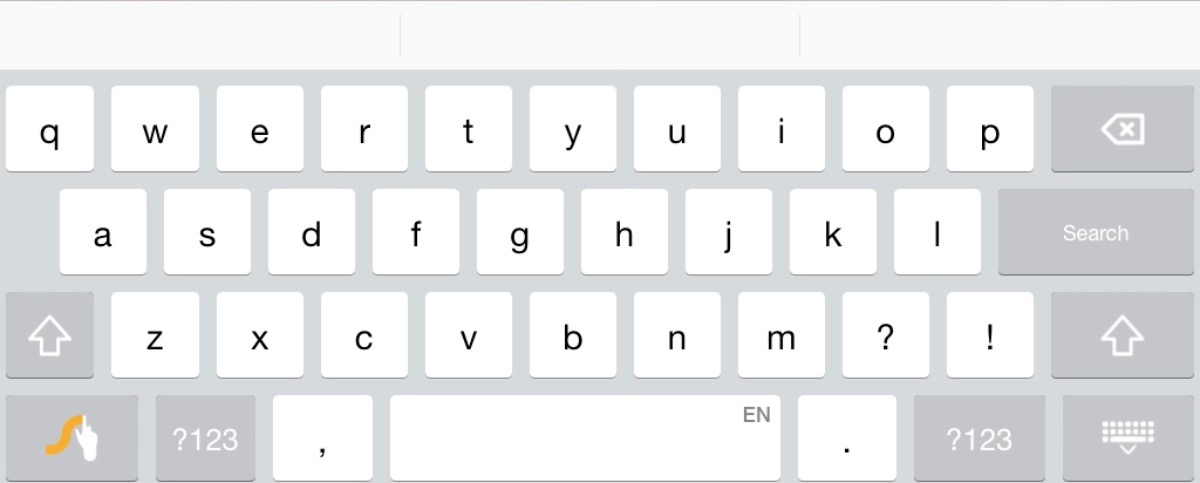 q w e r t y u i o p
a s d f g h j k l Search
z x c v b n m ? !
?123 , EN . ?123